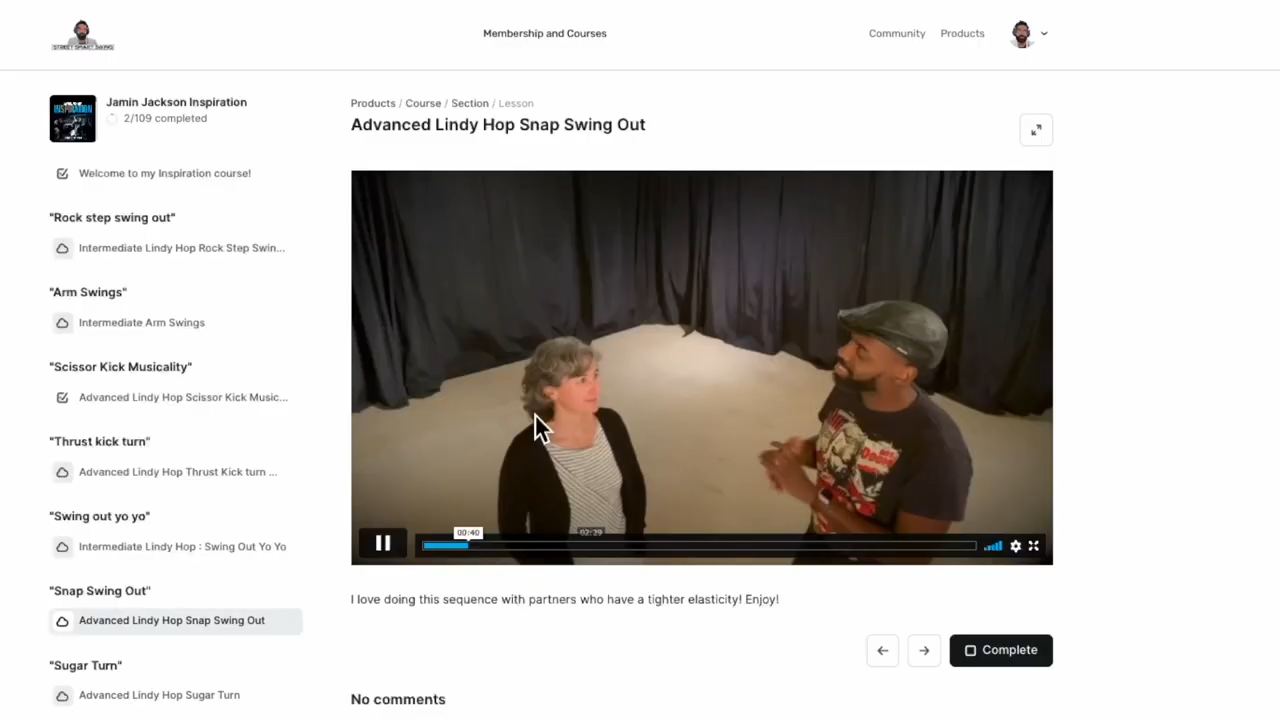 STREET SMART SWING
Membership and Courses
Community
Products
Jamin Jackson Inspiration
2/109 completed
Welcome to my Inspiration course!
"Rock step swing out"
Intermediate Lindy Hop Rock Step Swin...
"Arm Swings"
Intermediate Arm Swings
"Scissor Kick Musicality"
Advanced Lindy Hop Scissor Kick Music...
"Thrust kick turn"
Advanced Lindy Hop Thrust Kick turn ...
"Swing out yo yo"
Intermediate Lindy Hop : Swing Out Yo Yo
"Snap Swing Out"
Advanced Lindy Hop Snap Swing Out
"Sugar Turn"
Advanced Lindy Hop Sugar Turn
Products / Course / Section / Lesson
Advanced Lindy Hop Snap Swing Out
00:40
02:29
I love doing this sequence with partners who have a tighter elasticity! Enjoy!
Complete
No comments